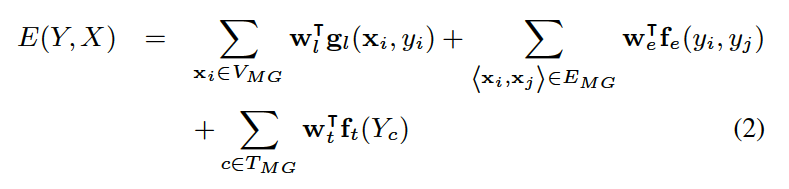 E(Y, X) = ∑_{x_i∈V_{MG}} w_l^⊺ g_l(x_i, y_i) + ∑_{⟨x_i,x_j⟩∈E_{MG}} w_e^⊺ f_e(y_i, y_j)
+ ∑_{c∈T_{MG}} w_t^⊺ f_t(Y_c) (2)